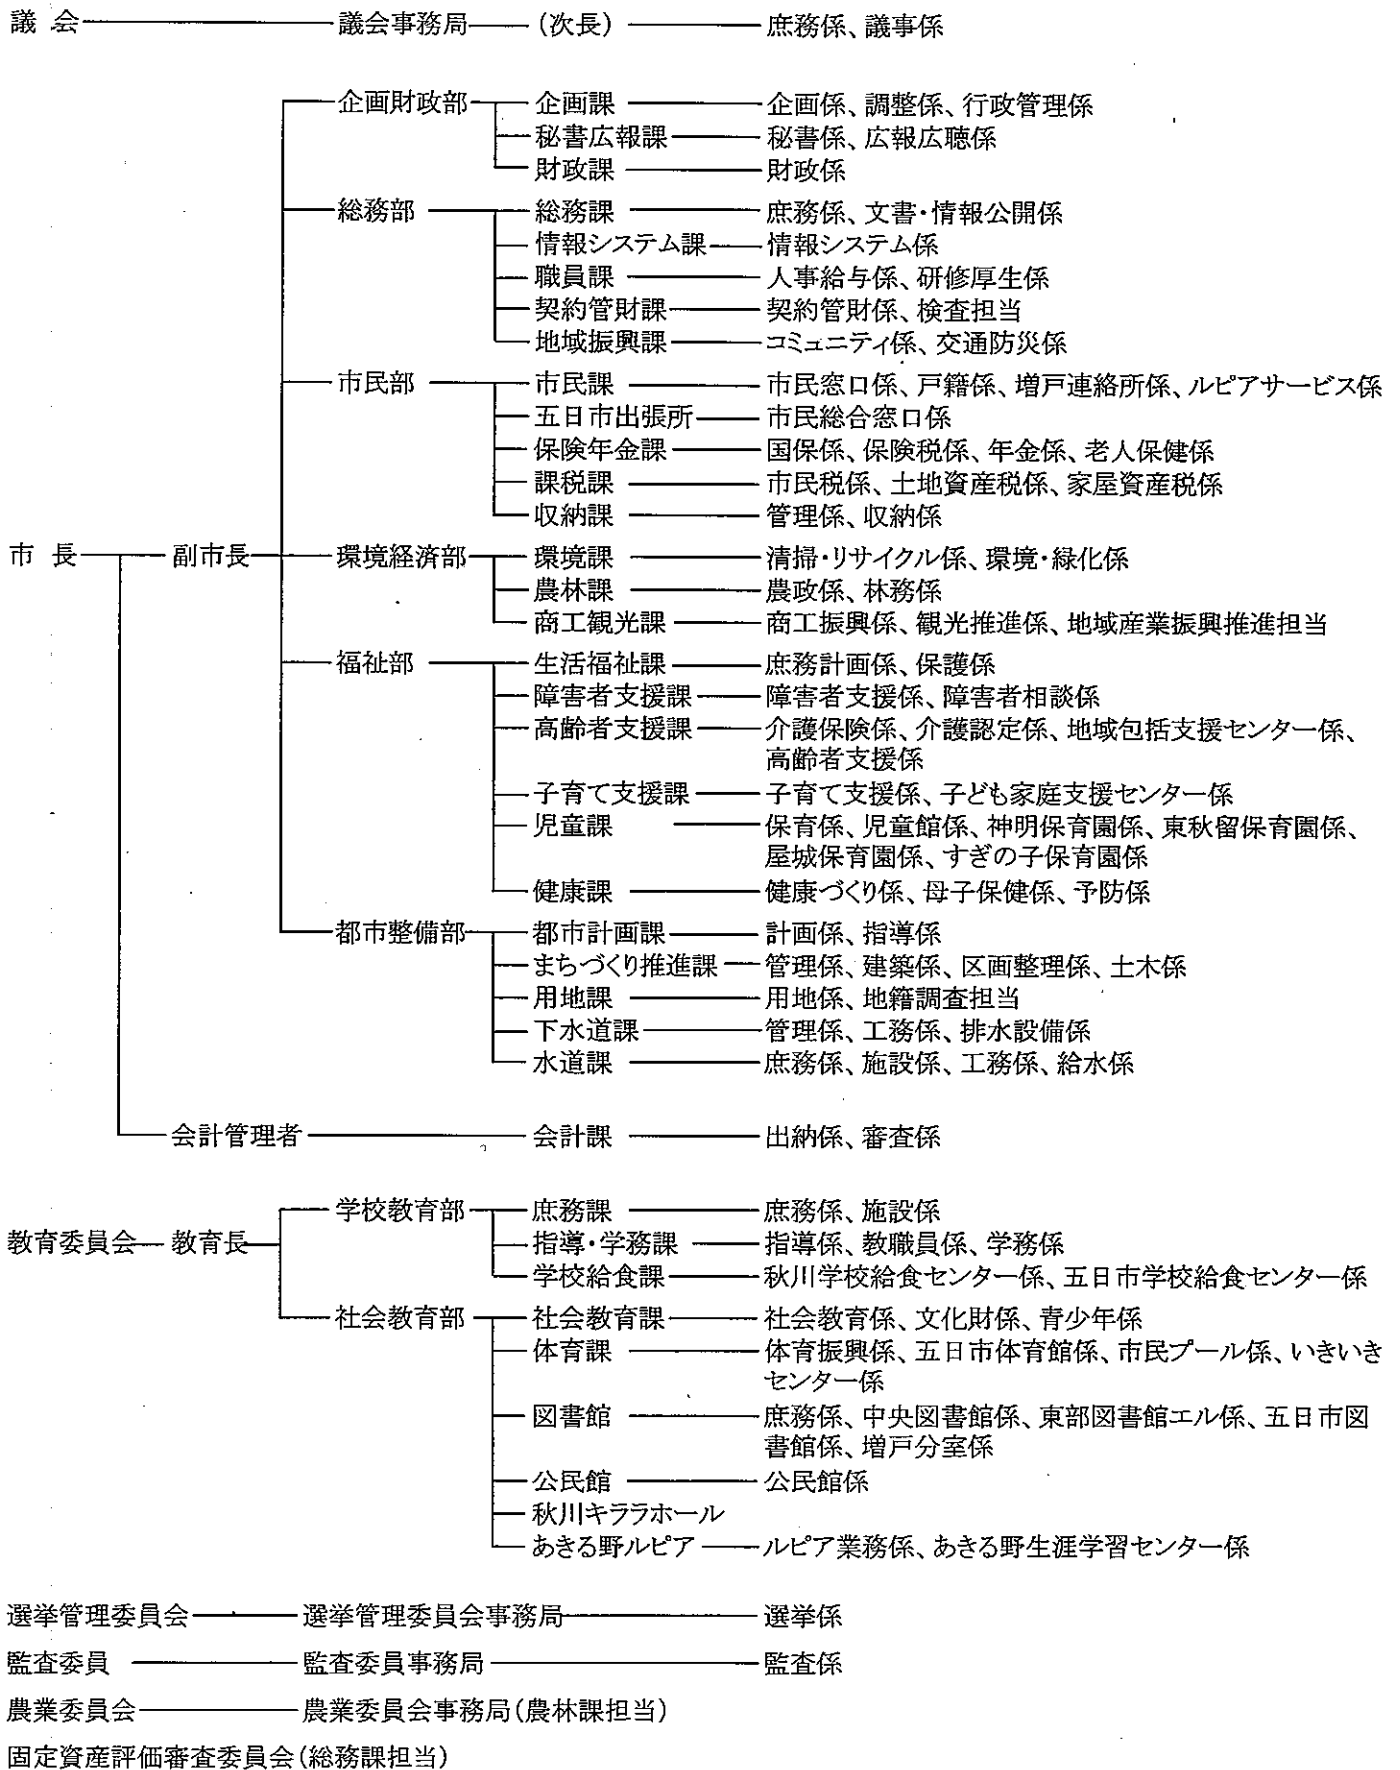 議会 議会事務局 (次長) 庶務係、議事係
企画財政部 企画課 企画係、調整係、行政管理係
秘書広報課 秘書係、広報広聴係
財政課 財政係
総務部 総務課 庶務係、文書・情報公開係
情報システム課 情報システム係
職員課 人事給与係、研修厚生係
契約管財課 契約管財係、検査担当
地域振興課 コミュニティ係、交通防災係
市民部 市民課 市民窓口係、戸籍係、増戸連絡所係、ルピアサービス係
五日市出張所 市民総合窓口係
保険年金課 国保係、保険税係、年金係、老人保健係
課税課 市民税係、土地資産税係、家屋資産税係
収納課 管理係、収納係
市長 副市長 環境経済部 環境課 清掃・リサイクル係、環境・緑化係
農林課 農政係、林務係
商工観光課 商工振興係、観光推進係、地域産業振興推進担当
福祉部 生活福祉課 庶務計画係、保護係
障害者支援課 障害者支援係、障害者相談係
高齢者支援課 介護保険係、介護認定係、地域包括支援センター係、
高齢者支援係
子育て支援課 子育て支援係、子ども家庭支援センター係
児童課 保育係、児童館係、神明保育園係、東秋留保育園係、
屋城保育園係、すぎの子保育園係
健康課 健康づくり係、母子保健係、予防係
都市整備部 都市計画課 計画係、指導係
まちづくり推進課 管理係、建築係、区画整理係、土木係
用地課 用地係、地籍調査担当
下水道課 管理係、工務係、排水設備係
水道課 庶務係、施設係、工務係、給水係
会計管理者 会計課 出納係、審査係
学校教育部 庶務課 庶務係、施設係
教育委員会 教育長 指導・学務課 指導係、教職員係、学務係
学校給食課 秋川学校給食センター係、五日市学校給食センター係
社会教育部 社会教育課 社会教育係、文化財係、青少年係
体育課 体育振興係、五日市体育館係、市民プール係、いきいき
センター係
図書館 庶務係、中央図書館係、東部図書館エル係、五日市図
書館係、増戸分室係
公民館 公民館係
秋川キララホール
あきる野ルピア ルピア業務係、あきる野生涯学習センター係
選挙管理委員会 選挙管理委員会事務局 選挙係
監査委員 監査委員事務局 監査係
農業委員会 農業委員会事務局(農林課担当)
固定資産評価審査委員会(総務課担当)